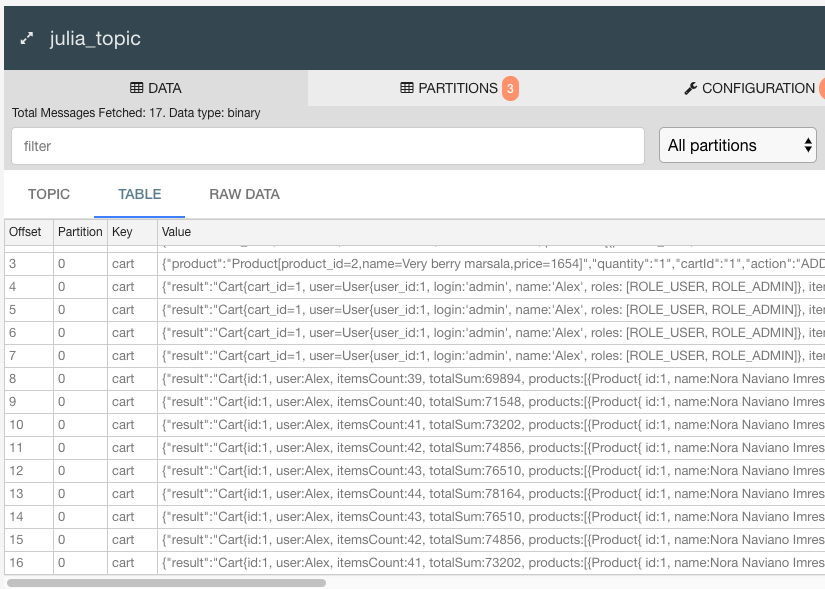 julia_topic
DATA PARTITIONS 3 CONFIGURATION
Total Messages Fetched: 17. Data type: binary
filter All partitions
TOPIC TABLE RAW DATA
Offset Partition Key Value
3 0 cart {"product":"Product[product_id=2,name=Very berry marsala,price=1654]","quantity":"1","cartId":"1","action":"ADD
4 0 cart {"result":"Cart{cart_id=1, user=User{user_id:1, login:'admin', name:'Alex', roles: [ROLE_USER, ROLE_ADMIN]}, iter
5 0 cart {"result":"Cart{cart_id=1, user=User{user_id:1, login:'admin', name:'Alex', roles: [ROLE_USER, ROLE_ADMIN]}, iter
6 0 cart {"result":"Cart{cart_id=1, user=User{user_id:1, login:'admin', name:'Alex', roles: [ROLE_USER, ROLE_ADMIN]}, iter
7 0 cart {"result":"Cart{cart_id=1, user=User{user_id:1, login:'admin', name:'Alex', roles: [ROLE_USER, ROLE_ADMIN]}, iter
8 0 cart {"result":"Cart{id:1, user:Alex, itemsCount:39, totalSum:69894, products:[{Product{ id:1, name:Nora Naviano Imres
9 0 cart {"result":"Cart{id:1, user:Alex, itemsCount:40, totalSum:71548, products:[{Product{ id:1, name:Nora Naviano Imres
10 0 cart {"result":"Cart{id:1, user:Alex, itemsCount:41, totalSum:73202, products:[{Product{ id:1, name:Nora Naviano Imres
11 0 cart {"result":"Cart{id:1, user:Alex, itemsCount:42, totalSum:74856, products:[{Product{ id:1, name:Nora Naviano Imres
12 0 cart {"result":"Cart{id:1, user:Alex, itemsCount:43, totalSum:76510, products:[{Product{ id:1, name:Nora Naviano Imres
13 0 cart {"result":"Cart{id:1, user:Alex, itemsCount:44, totalSum:78164, products:[{Product{ id:1, name:Nora Naviano Imres
14 0 cart {"result":"Cart{id:1, user:Alex, itemsCount:43, totalSum:76510, products:[{Product{ id:1, name:Nora Naviano Imres
15 0 cart {"result":"Cart{id:1, user:Alex, itemsCount:42, totalSum:74856, products:[{Product{ id:1, name:Nora Naviano Imres
16 0 cart {"result":"Cart{id:1, user:Alex, itemsCount:41, totalSum:73202, products:[{Product{ id:1, name:Nora Naviano Imres